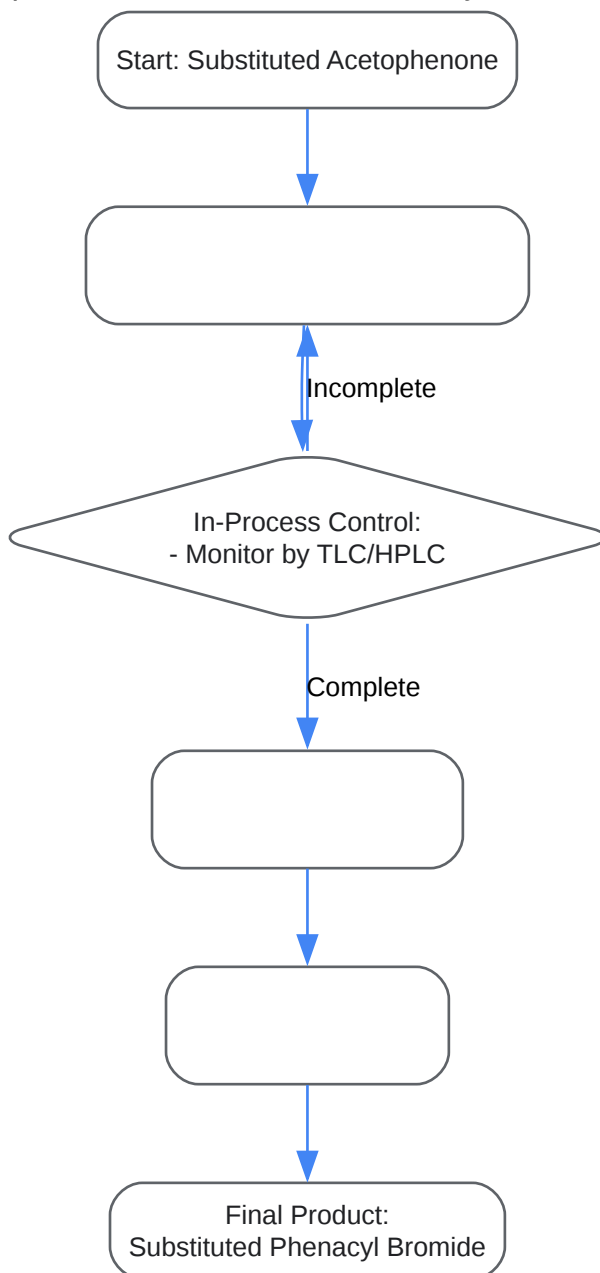 Start: Substituted Acetophenone
Incomplete
In-Process Control:
- Monitor by TLC/HPLC
Complete
Final Product:
Substituted Phenacyl Bromide